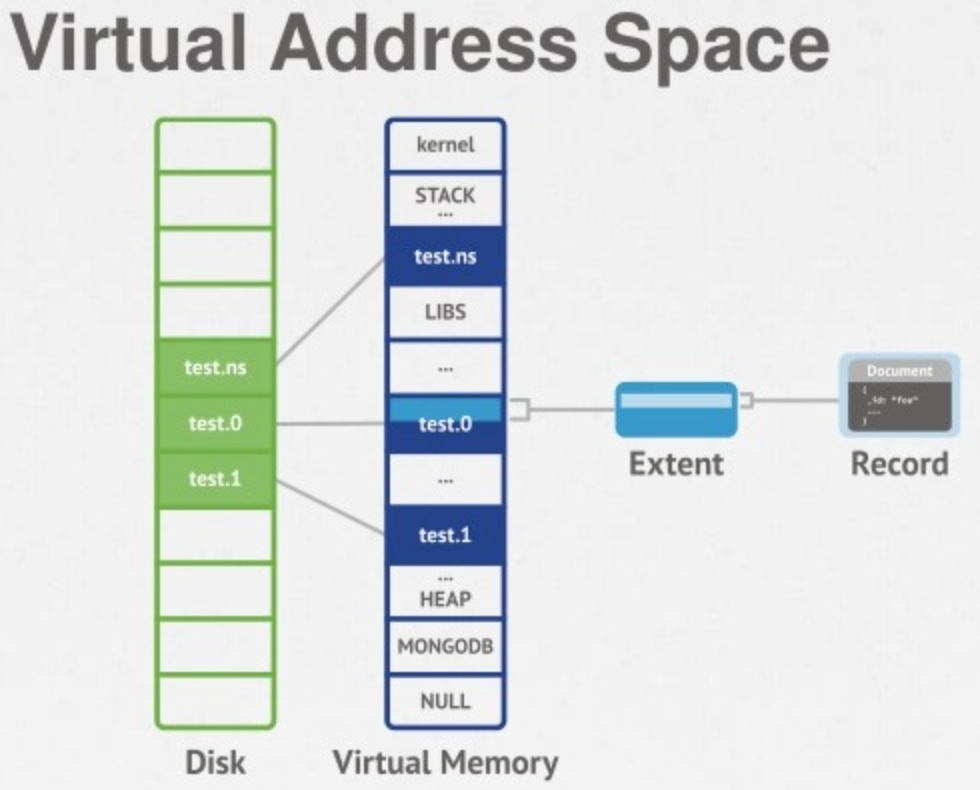 Virtual Address Space
kernel
STACK
...
test.ns
LIBS
test.ns
...
test.0
test.0
test.1
...
test.1
...
HEAP
MONGODB
NULL
Document
{
_id: "foo"
...
}
Extent
Record
Disk
Virtual Memory